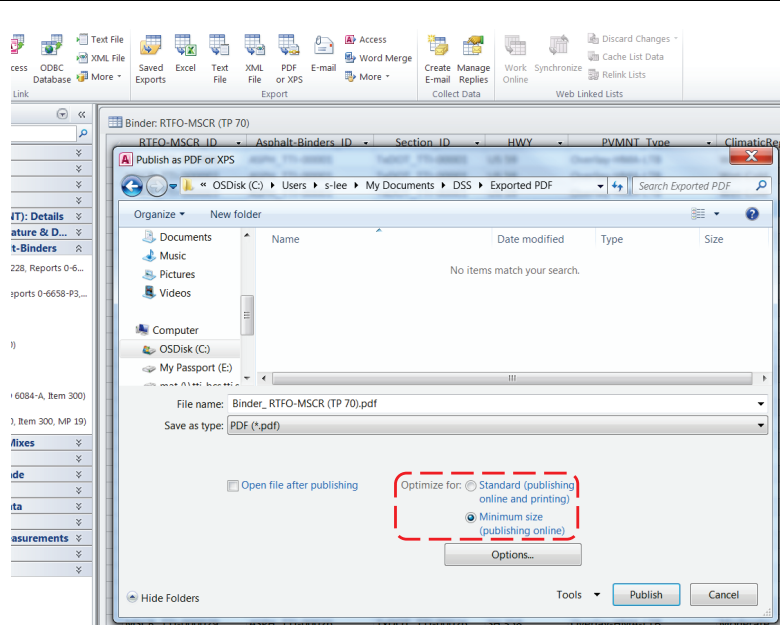 Text File
Access
Discard Changes
XML File
Word Merge
Cache List Data
cess ODBC Database More
Saved Exports Excel Text File XML File PDF or XPS E-mail More
Create E-mail Manage Replies Work Online Synchronize Relink Lists
Link Export Collect Data Web Linked Lists
Binder: RTFO-MSCR (TP 70)
RTFO-MSCR_ID Asphalt-Binders_ID Section_ID HWY PVMNT_Type ClimaticRe
Publish as PDF or XPS
« OSDisk (C:) Users s-lee My Documents DSS Exported PDF Search Exported PDF
Organize New folder
NT): Details
ature & D...
t-Binders
228, Reports 0-6...
eports 0-6658-P3,...
6084-A, Item 300)
0, Item 300, MP 19)
Mixes
de
ta
asurements
Documents
Music
Pictures
Videos
Computer
OSDisk (C:)
My Passport (E:)
Name Date modified Type Size
No items match your search.
File name: Binder_ RTFO-MSCR (TP 70).pdf
Save as type: PDF (*.pdf)
Open file after publishing
Optimize for: Standard (publishing
online and printing)
Minimum size
(publishing online)
Options...
Hide Folders Tools Publish Cancel